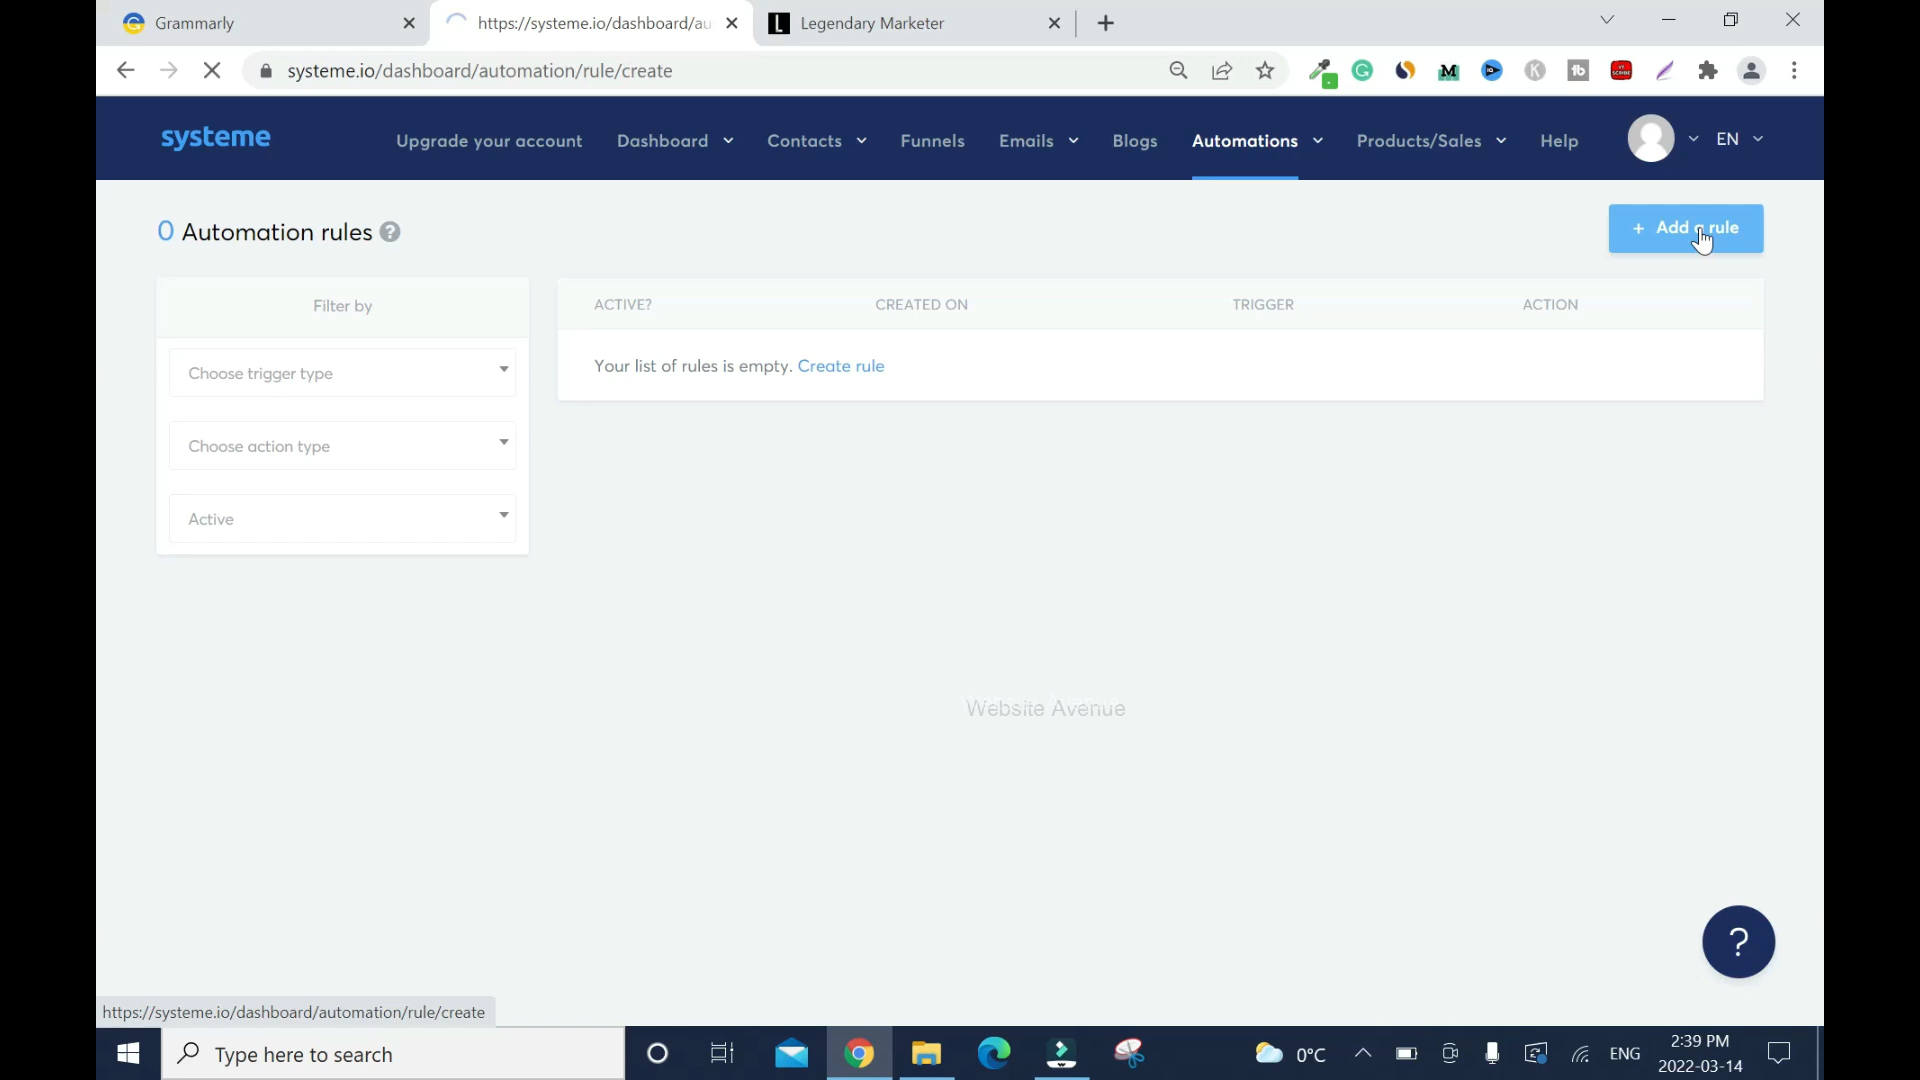 Grammarly
https://systeme.io/dashboard/au
Legendary Marketer
systeme.io/dashboard/automation/rule/create
systeme
Upgrade your account
Dashboard
Contacts
Funnels
Emails
Blogs
Automations
Products/Sales
Help
EN
0 Automation rules ?
+ Add a rule
Filter by
Choose trigger type
Choose action type
Active
ACTIVE?
CREATED ON
TRIGGER
ACTION
Your list of rules is empty. Create rule
Website Avenue
?
https://systeme.io/dashboard/automation/rule/create
Type here to search
0°C
ENG
2:39 PM
2022-03-14